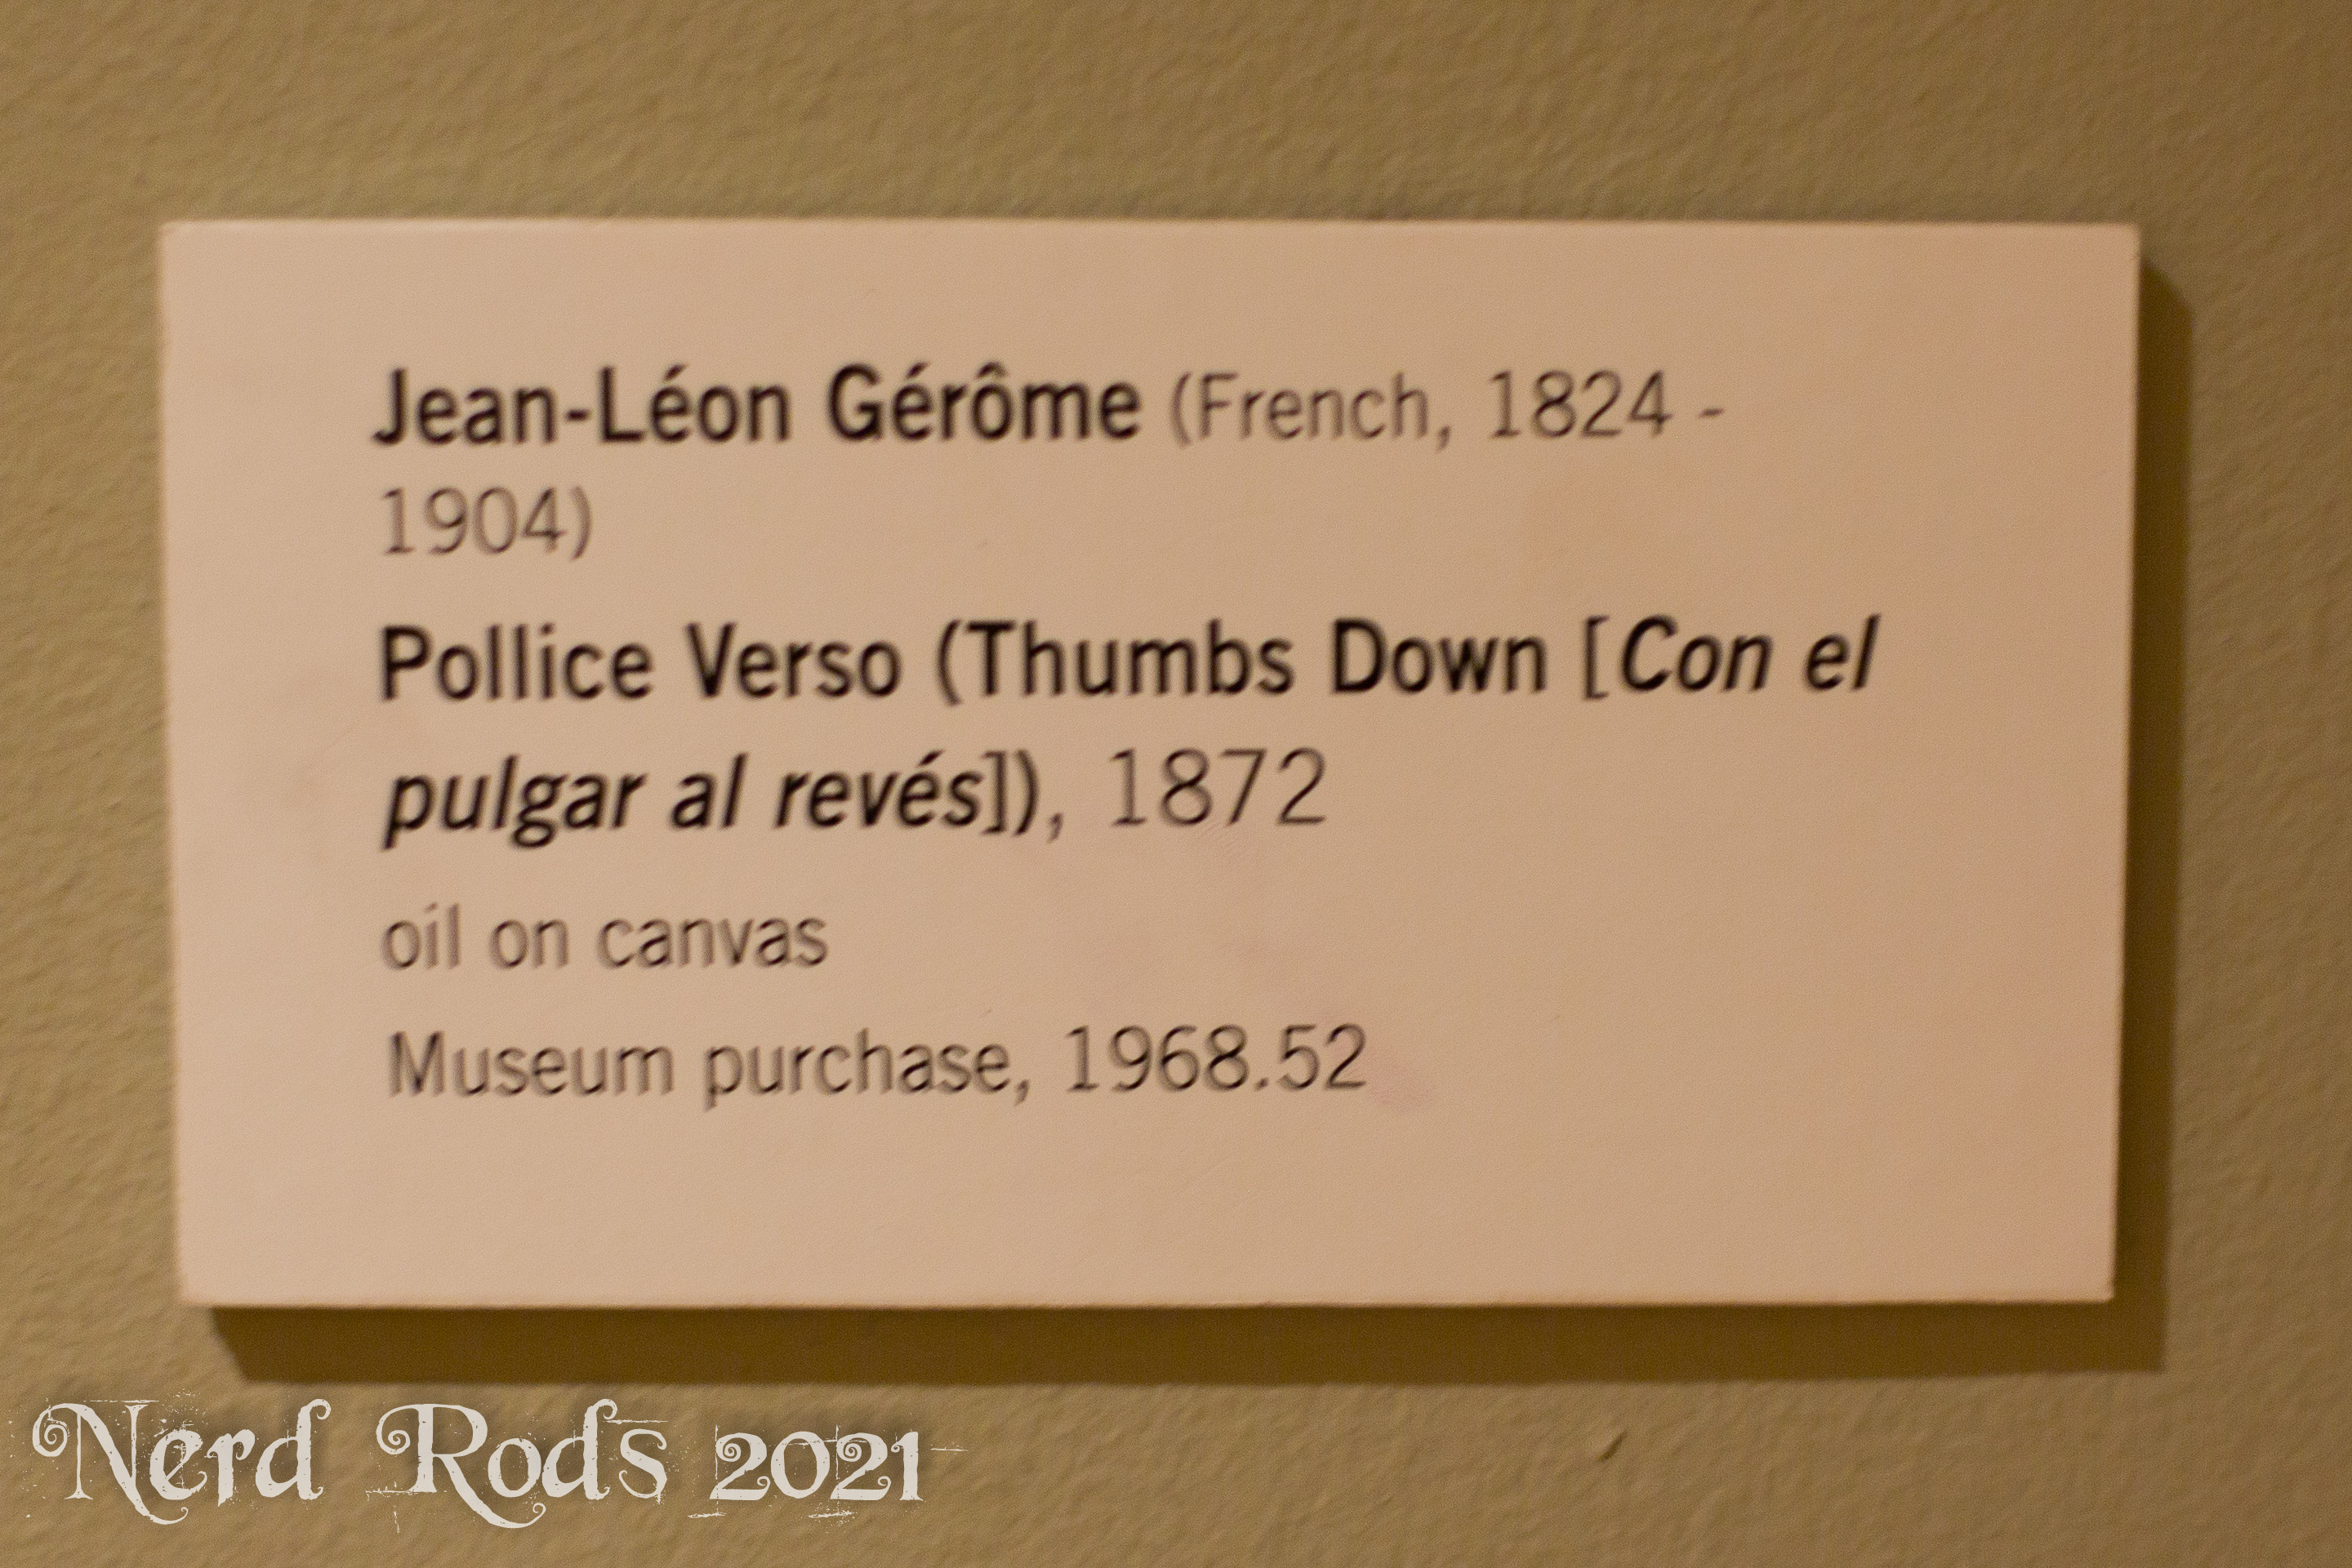 Jean-Léon Gérôme (French, 1824 -
1904)
Pollice Verso (Thumbs Down [Con el
pulgar al revés]), 1872
oil on canvas
Museum purchase, 1968.52
Nerd Rods 2021